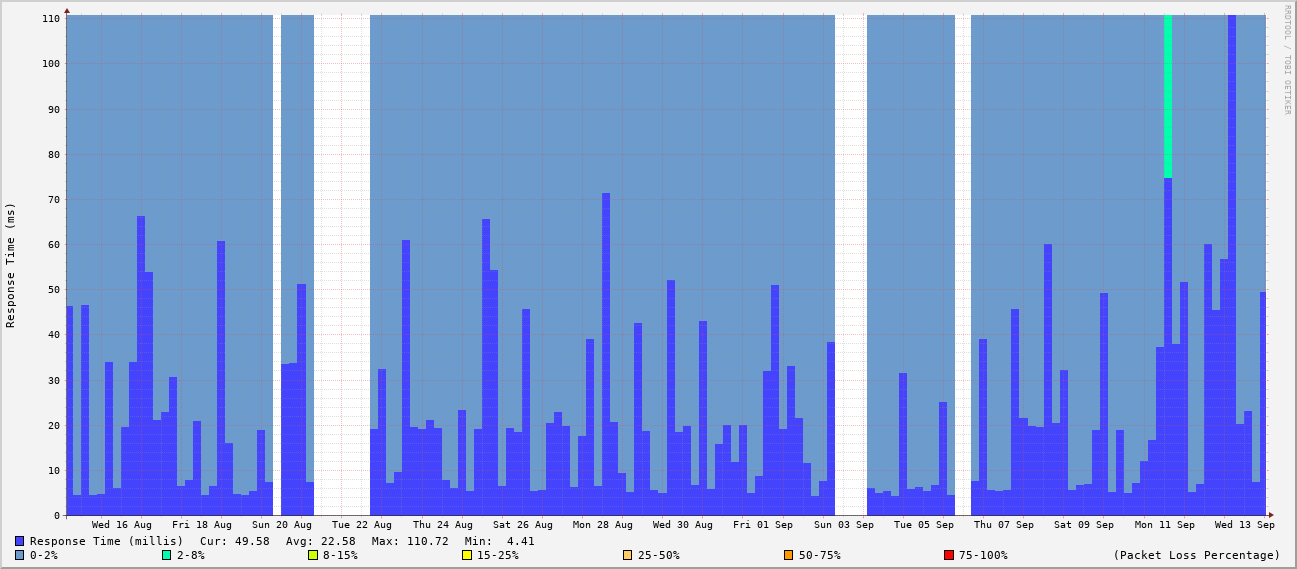 RRDTOOL / TOBI OETIKER
Response Time (ms)
110
100
90
80
70
60
50
40
30
20
10
0
Wed 16 Aug Fri 18 Aug Sun 20 Aug Tue 22 Aug Thu 24 Aug Sat 26 Aug Mon 28 Aug Wed 30 Aug Fri 01 Sep Sun 03 Sep Tue 05 Sep Thu 07 Sep Sat 09 Sep Mon 11 Sep Wed 13 Sep
Response Time (millis) Cur: 49.58 Avg: 22.58 Max: 110.72 Min: 4.41
0-2% 2-8% 8-15% 15-25% 25-50% 50-75% 75-100% (Packet Loss Percentage)